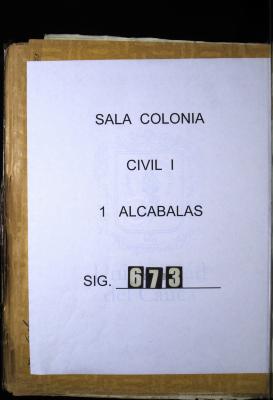 SALA COLONIA
CIVIL I
1 ALCABALAS
SIG. 673